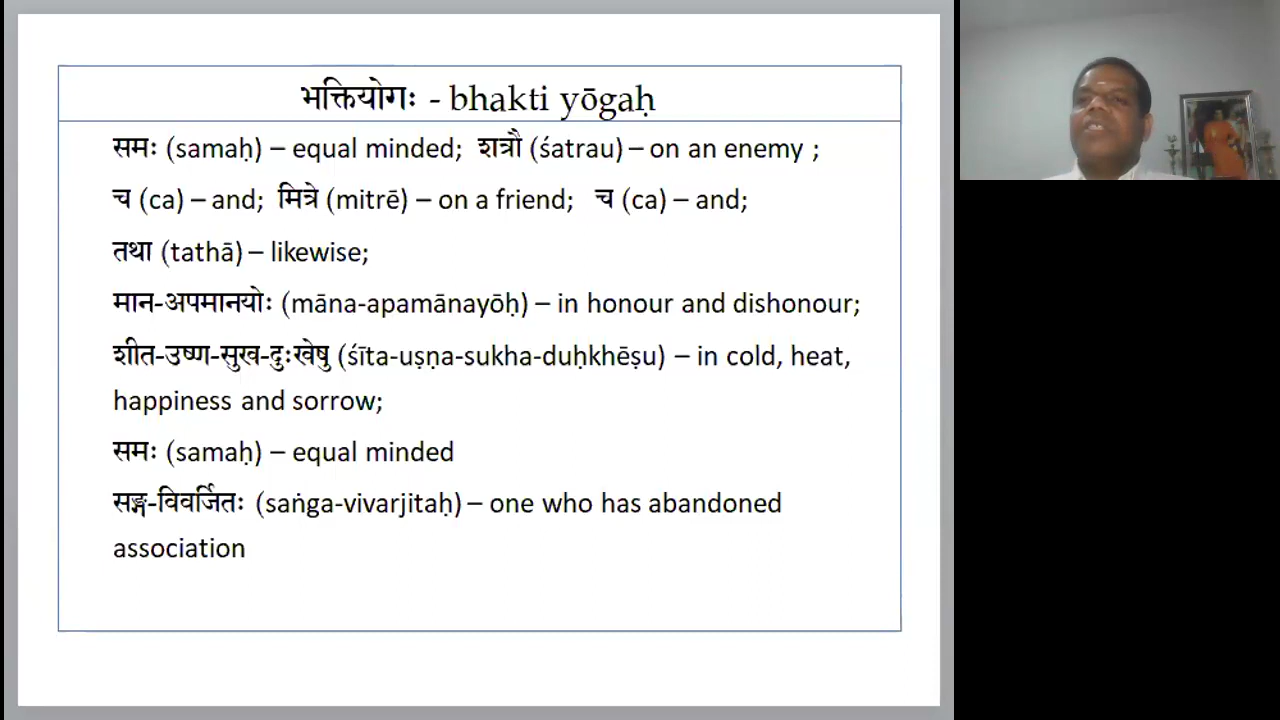 भक्तियोगः - bhakti yōgaḥ
समः (samaḥ) – equal minded; शत्रौ (śatrau) – on an enemy ;
च (ca) – and; मित्रे (mitrē) – on a friend; च (ca) – and;
तथा (tathā) – likewise;
मान-अपमानयोः (māna-apamānayōḥ) – in honour and dishonour;
शीत-उष्ण-सुख-दुःखेषु (śīta-uṣṇa-sukha-duḥkhēṣu) – in cold, heat,
happiness and sorrow;
समः (samaḥ) – equal minded
सङ्ग-विवर्जितः (saṅga-vivarjitaḥ) – one who has abandoned
association